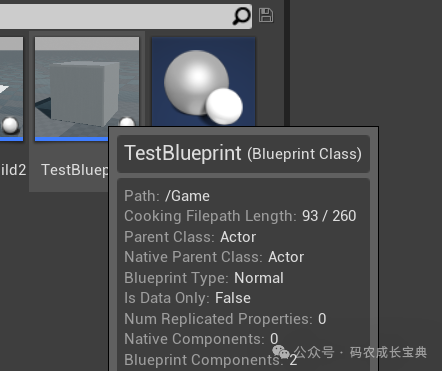 ild2
TestBluep
TestBlueprint (Blueprint Class)
Path: /Game
Cooking Filepath Length: 93 / 260
Parent Class: Actor
Native Parent Class: Actor
Blueprint Type: Normal
Is Data Only: False
Num Replicated Properties: 0
Native Components: 0
Blueprint Components: 2
公众号 · 码农成长宝典